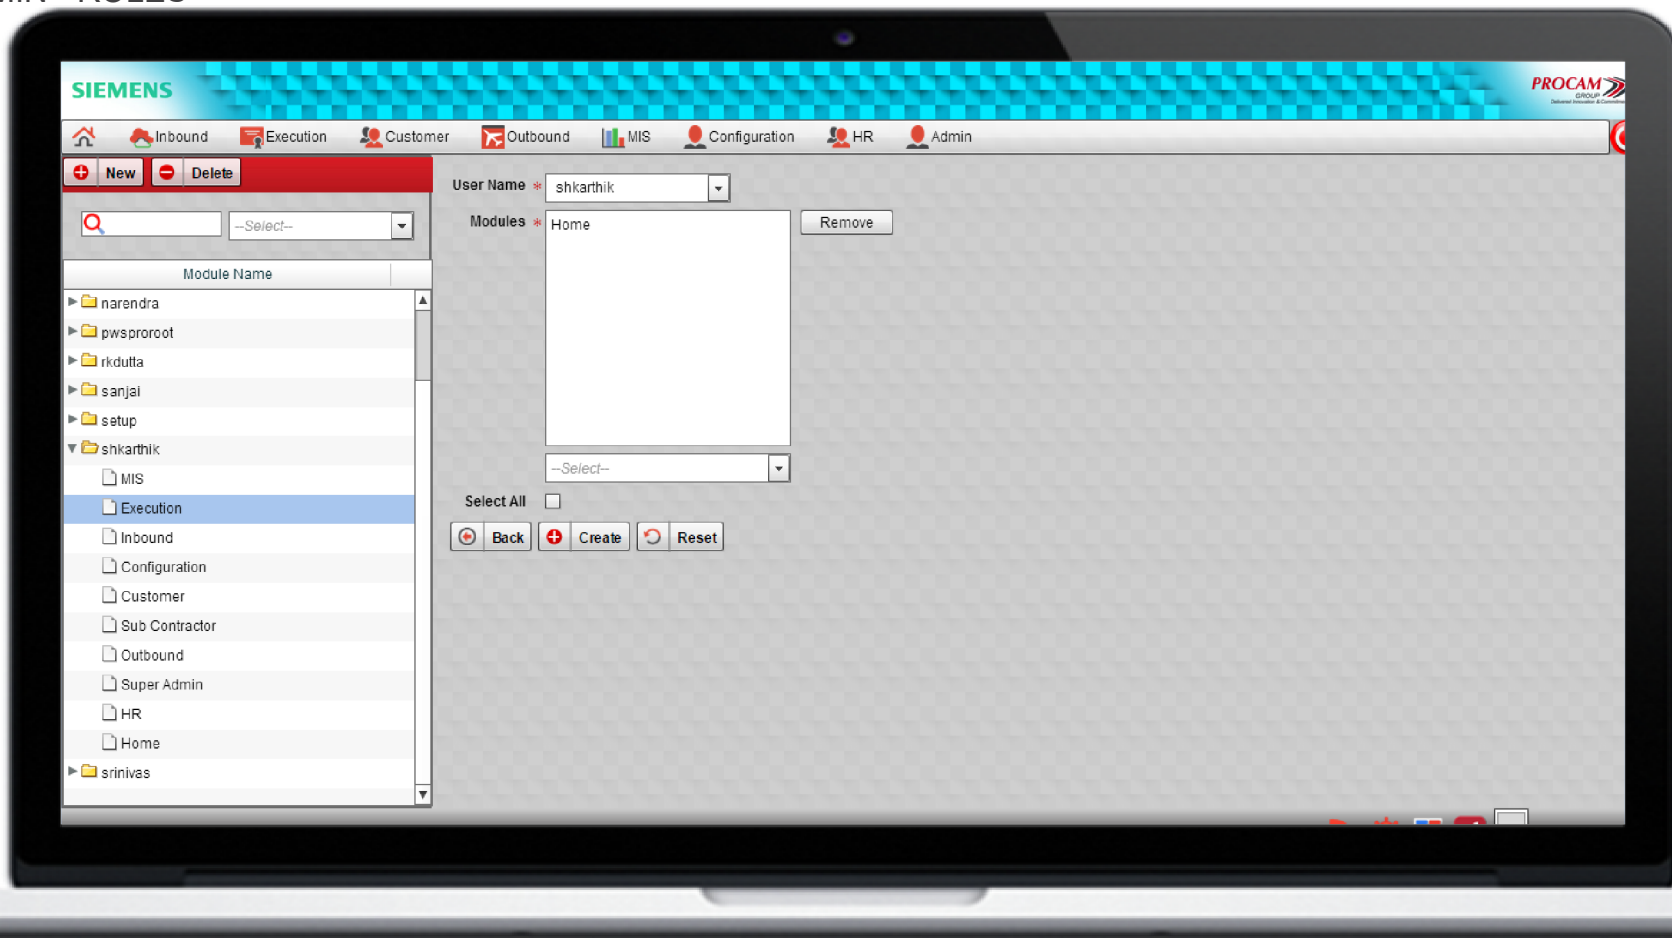 SIEMENS
PROCAM
GROUP
Inbound Execution Customer Outbound MIS Configuration HR Admin
New Delete
--Select--
Module Name
narendra
pwsproroot
rkdutta
sanjai
setup
shkarthik
MIS
Execution
Inbound
Configuration
Customer
Sub Contractor
Outbound
Super Admin
HR
Home
srinivas
User Name * shkarthik
Modules * Home
Remove
--Select--
Select All
Back Create Reset